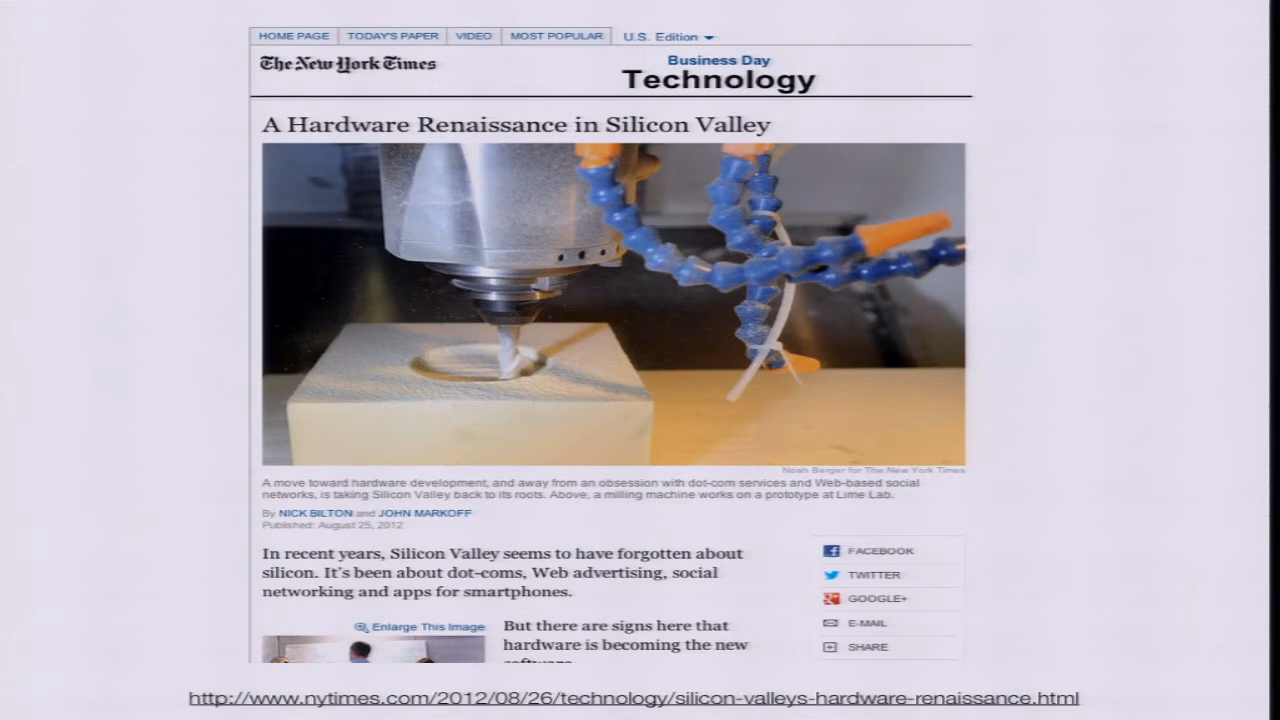 HOME PAGE TODAY'S PAPER VIDEO MOST POPULAR U.S. Edition
The New York Times
Business Day
Technology
A Hardware Renaissance in Silicon Valley
Noah Berger for The New York Times
A move toward hardware development, and away from an obsession with dot-com services and Web-based social
networks, is taking Silicon Valley back to its roots. Above, a milling machine works on a prototype at Lime Lab.
By NICK BILTON and JOHN MARKOFF
Published: August 25, 2012
In recent years, Silicon Valley seems to have forgotten about
silicon. It's been about dot-coms, Web advertising, social
networking and apps for smartphones.
Enlarge This Image
But there are signs here that
hardware is becoming the new
software.
FACEBOOK
TWITTER
GOOGLE+
E-MAIL
SHARE
http://www.nytimes.com/2012/08/26/technology/silicon-valleys-hardware-renaissance.html